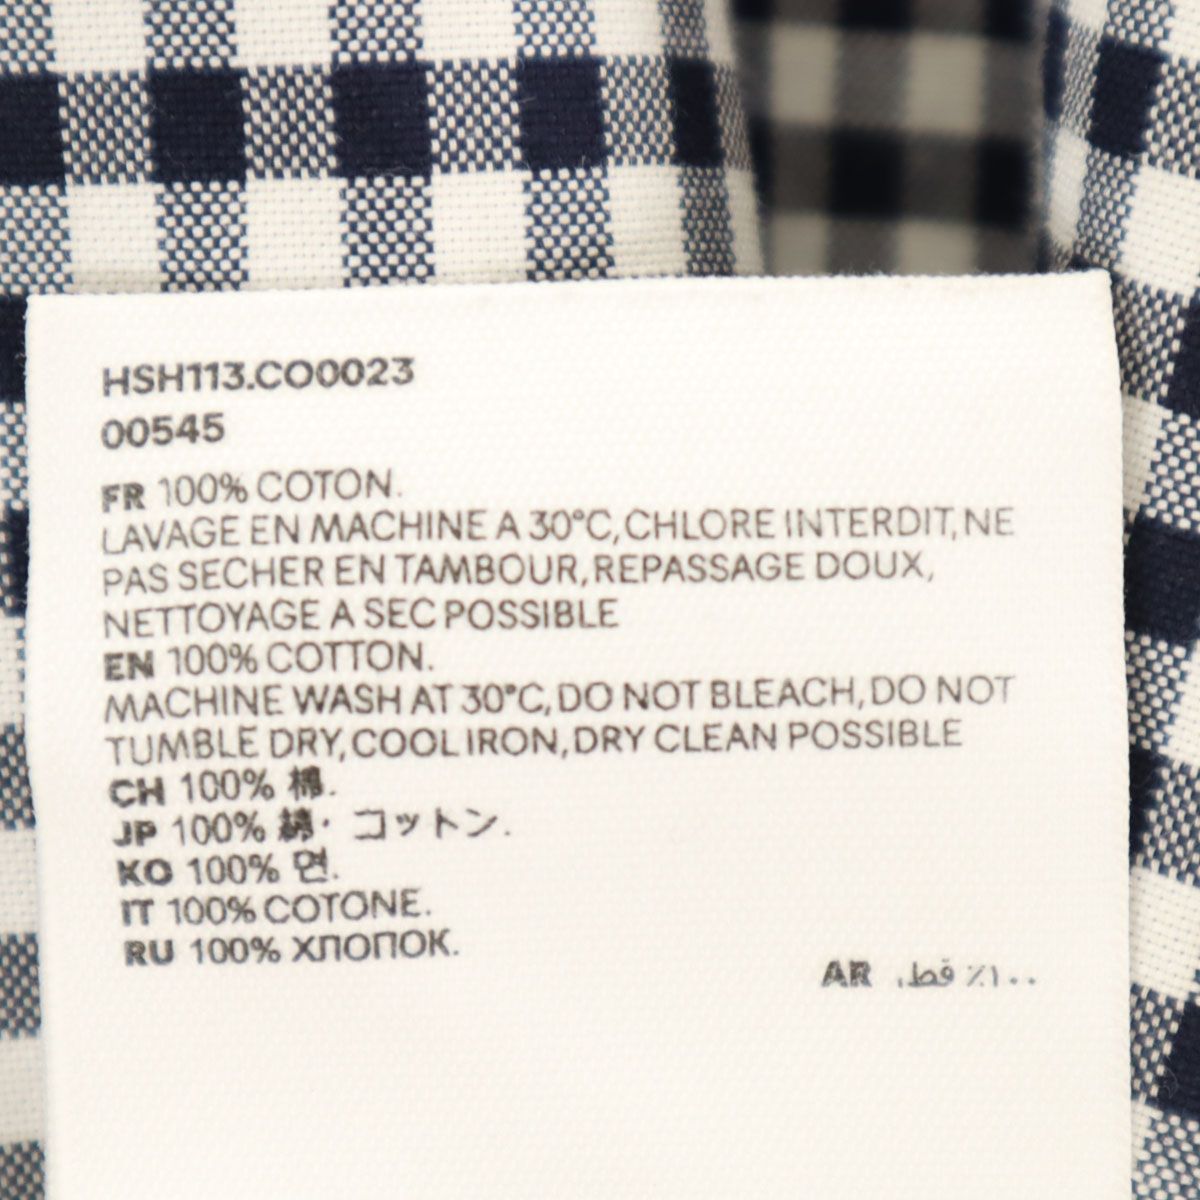 HSH113.CO0023
00545
FR 100% COTON.
LAVAGE EN MACHINE A 30°C, CHLORE INTERDIT, NE
PAS SECHER EN TAMBOUR, REPASSAGE DOUX,
NETTOYAGE A SEC POSSIBLE
EN 100% COTTON.
MACHINE WASH AT 30°C, DO NOT BLEACH, DO NOT
TUMBLE DRY, COOL IRON, DRY CLEAN POSSIBLE
CH 100% 棉.
JP 100% 綿・コットン.
KO 100% 면.
IT 100% COTONE.
RU 100% ХЛОПОК.
AR ١٠٠٪ قطن.